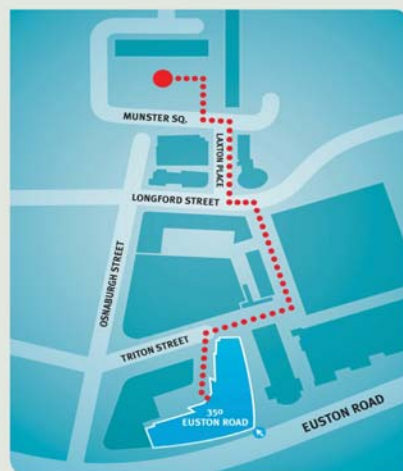 MUNSTER SQ.
LAXTON PLACE
LONGFORD STREET
OSNABURGH STREET
TRITON STREET
350
EUSTON ROAD
EUSTON ROAD